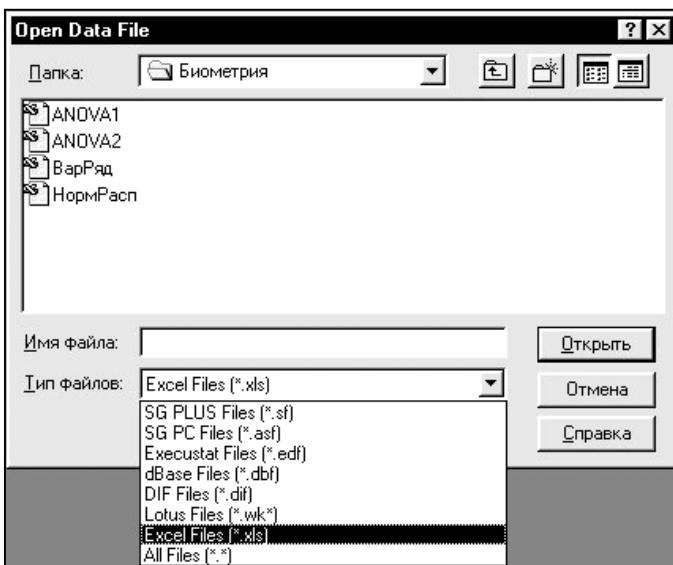 Open Data File
Папка: Биометрия
ANOVA1
ANOVA2
ВарРяд
НормРасп
Имя файла: Открыть
Тип файлов: Excel Files (*.xls) Отмена
SG PLUS Files (*.sf)
SG PC Files (*.asf)
Справка
Execustat Files (*.edf)
dBase Files (*.dbf)
DIF Files (*.dif)
Lotus Files (*.wk*)
Excel Files (*.xls)
All Files (*.*)